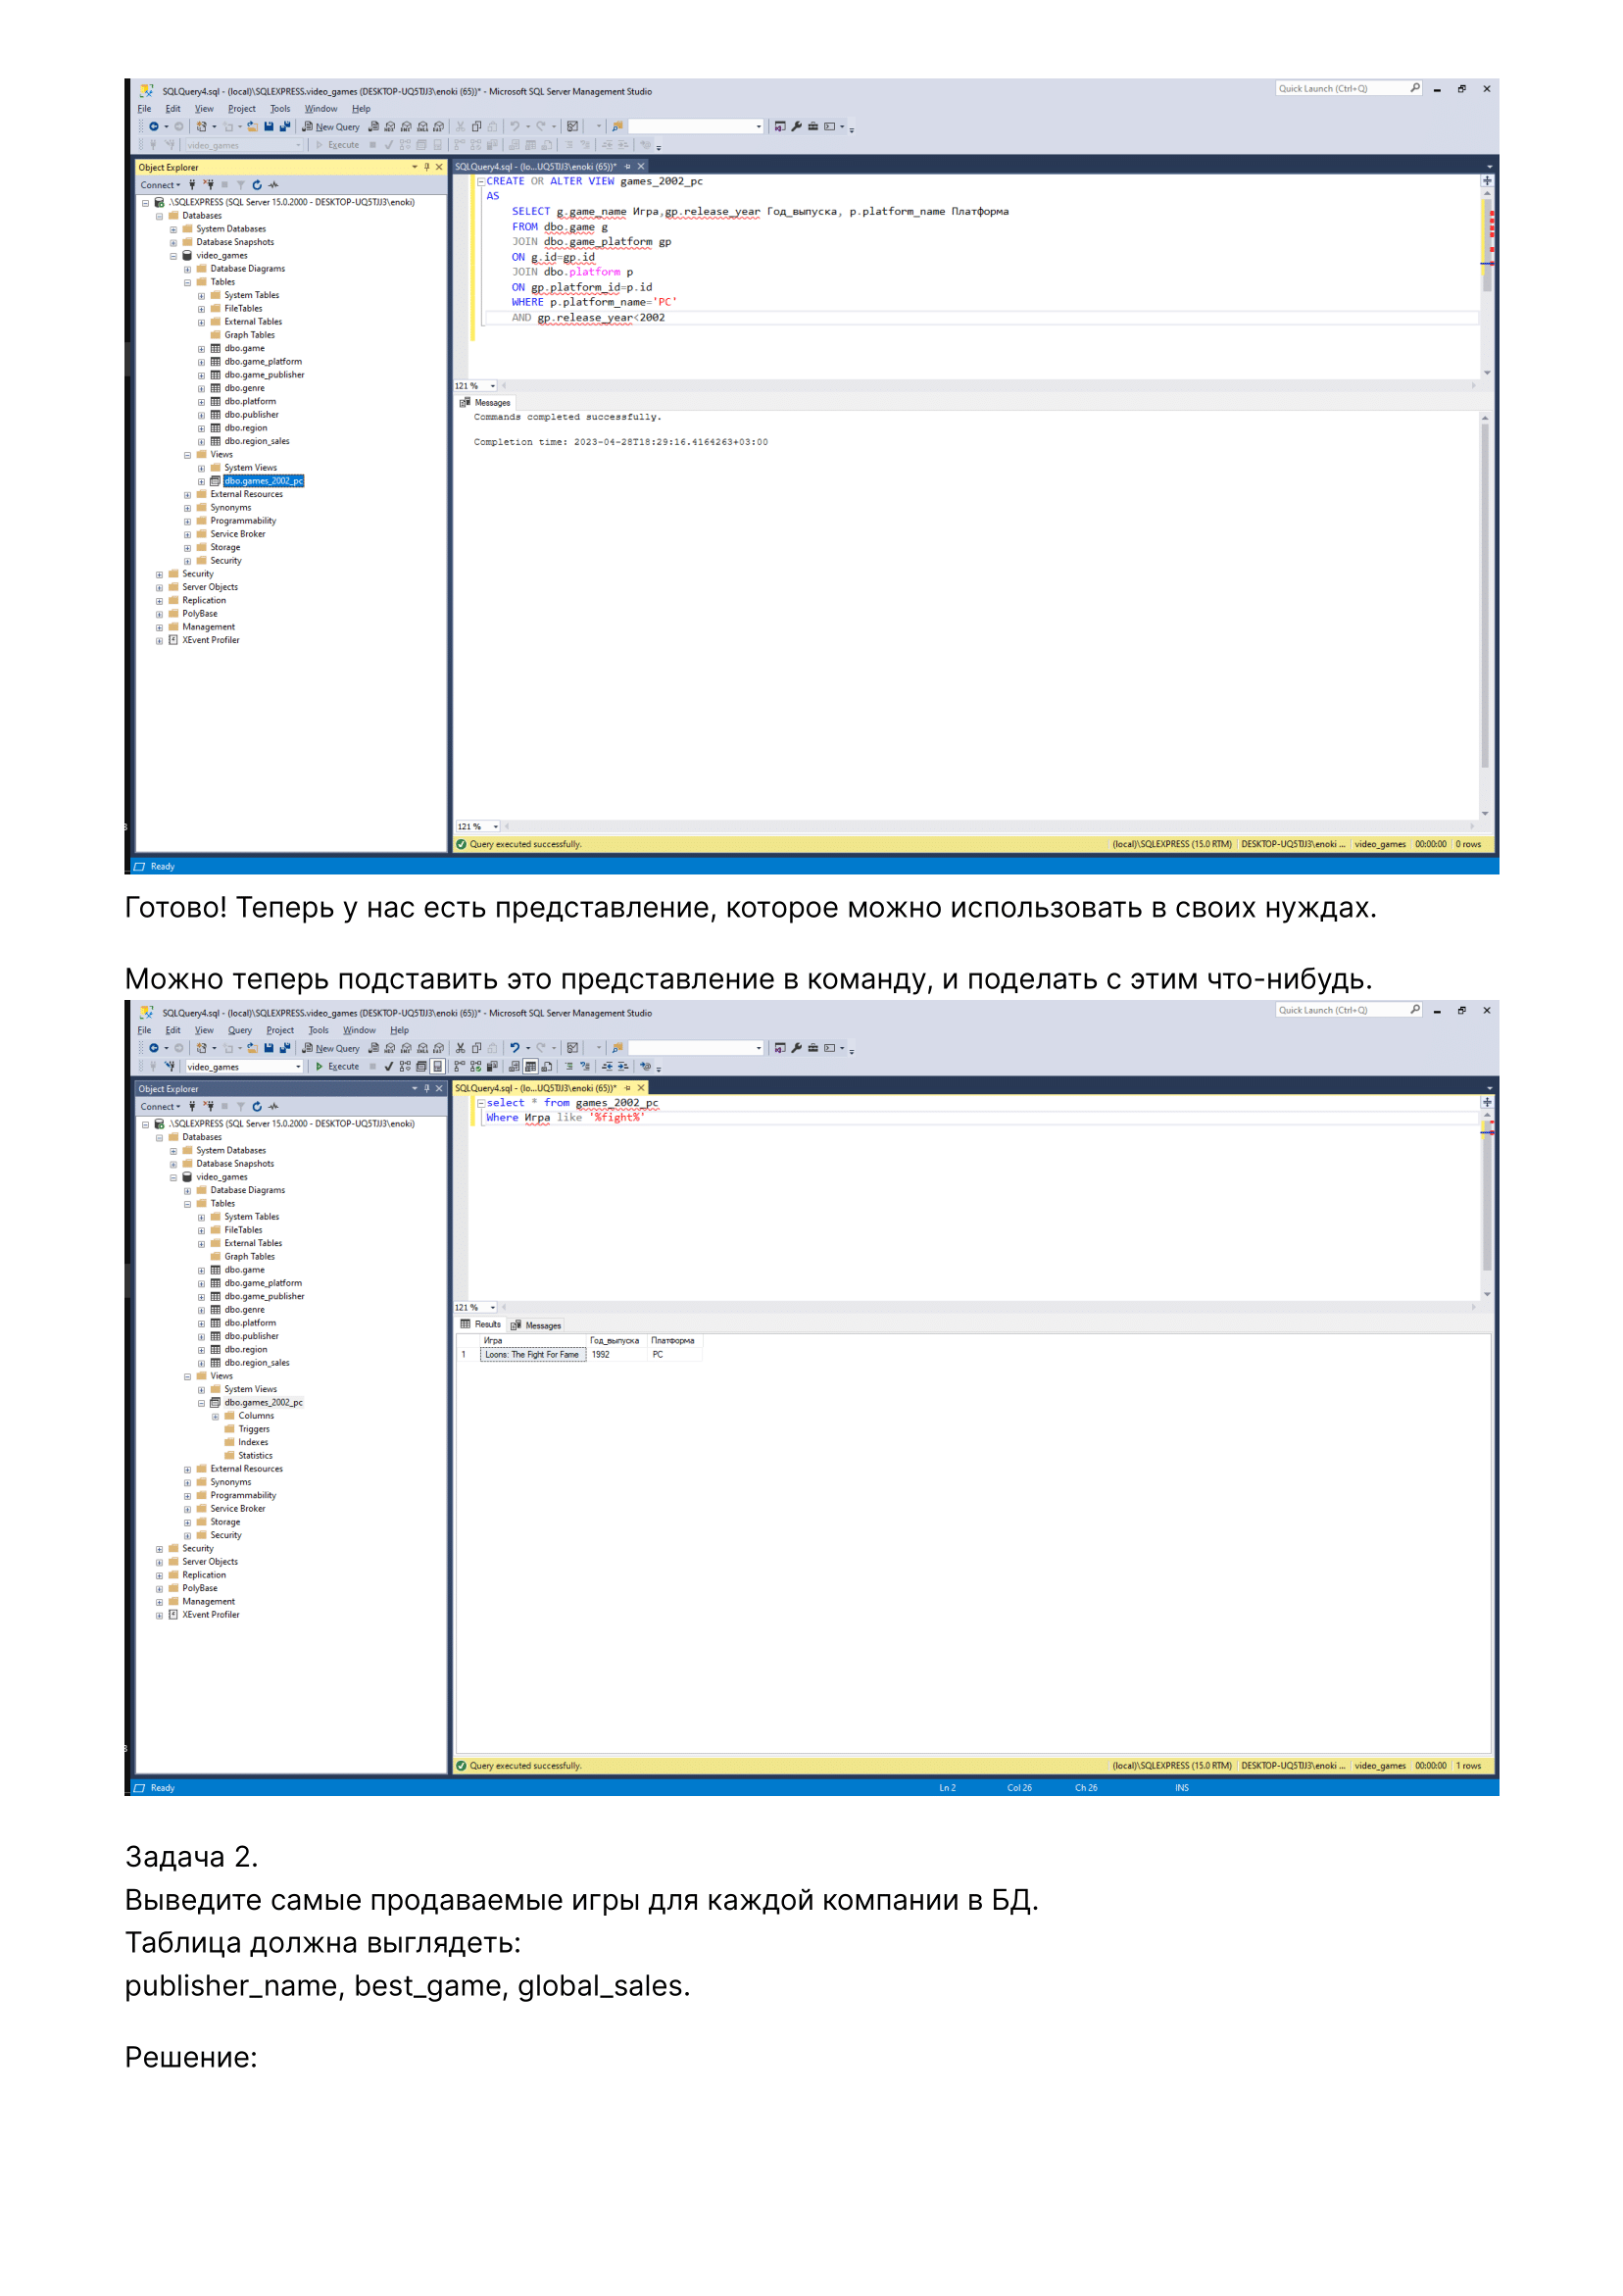 SQLQuery4.sql - (local)\SQLEXPRESS.video_games (DESKTOP-UQ5TJJ3\enoki (65))* - Microsoft SQL Server Management Studio
Quick Launch (Ctrl+Q)
File Edit View Project Tools Window Help
New Query
video_games Execute
Object Explorer
SQLQuery4.sql - (lo...UQ5TJJ3\enoki (65))*
Connect
.\SQLEXPRESS (SQL Server 15.0.2000 - DESKTOP-UQ5TJJ3\enoki)
Databases
System Databases
Database Snapshots
video_games
Database Diagrams
Tables
System Tables
FileTables
External Tables
Graph Tables
dbo.game
dbo.game_platform
dbo.game_publisher
dbo.genre
dbo.platform
dbo.publisher
dbo.region
dbo.region_sales
Views
System Views
dbo.games_2002_pc
External Resources
Synonyms
Programmability
Service Broker
Storage
Security
Security
Server Objects
Replication
PolyBase
Management
XEvent Profiler
CREATE OR ALTER VIEW games_2002_pc
AS
SELECT g.game_name Игра,gp.release_year Год_выпуска, p.platform_name Платформа
FROM dbo.game g
JOIN dbo.game_platform gp
ON g.id=gp.id
JOIN dbo.platform p
ON gp.platform_id=p.id
WHERE p.platform_name='PC'
AND gp.release_year<2002
121 %
Messages
Commands completed successfully.
Completion time: 2023-04-28T18:29:16.4164263+03:00
121 %
Query executed successfully.
(local)\SQLEXPRESS (15.0 RTM) DESKTOP-UQ5TJJ3\enoki ... video_games 00:00:00 0 rows
Ready
Готово! Теперь у нас есть представление, которое можно использовать в своих нуждах.
Можно теперь подставить это представление в команду, и поделать с этим что-нибудь.
SQLQuery4.sql - (local)\SQLEXPRESS.video_games (DESKTOP-UQ5TJJ3\enoki (65))* - Microsoft SQL Server Management Studio
Quick Launch (Ctrl+Q)
File Edit View Query Project Tools Window Help
New Query
video_games Execute
Object Explorer
SQLQuery4.sql - (lo...UQ5TJJ3\enoki (65))*
Connect
.\SQLEXPRESS (SQL Server 15.0.2000 - DESKTOP-UQ5TJJ3\enoki)
Databases
System Databases
Database Snapshots
video_games
Database Diagrams
Tables
System Tables
FileTables
External Tables
Graph Tables
dbo.game
dbo.game_platform
dbo.game_publisher
dbo.genre
dbo.platform
dbo.publisher
dbo.region
dbo.region_sales
Views
System Views
dbo.games_2002_pc
Columns
Triggers
Indexes
Statistics
External Resources
Synonyms
Programmability
Service Broker
Storage
Security
Security
Server Objects
Replication
PolyBase
Management
XEvent Profiler
select * from games_2002_pc
Where Игра like '%fight%'
121 %
Results Messages
Игра Год_выпуска Платформа
1 Loons: The Fight For Fame 1992 PC
Query executed successfully.
(local)\SQLEXPRESS (15.0 RTM) DESKTOP-UQ5TJJ3\enoki ... video_games 00:00:00 1 rows
Ready Ln 2 Col 26 Ch 26 INS
Задача 2.
Выведите самые продаваемые игры для каждой компании в БД.
Таблица должна выглядеть:
publisher_name, best_game, global_sales.
Решение: